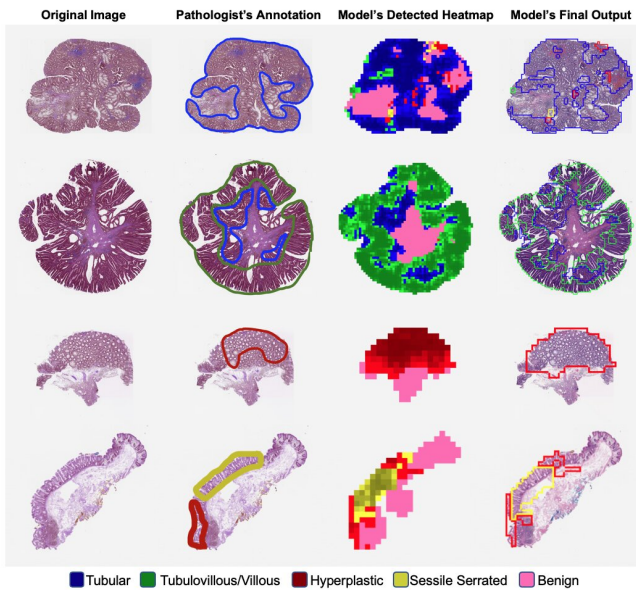 Original Image Pathologist's Annotation Model's Detected Heatmap Model's Final Output
Tubular Tubulovillous/Villous Hyperplastic Sessile Serrated Benign